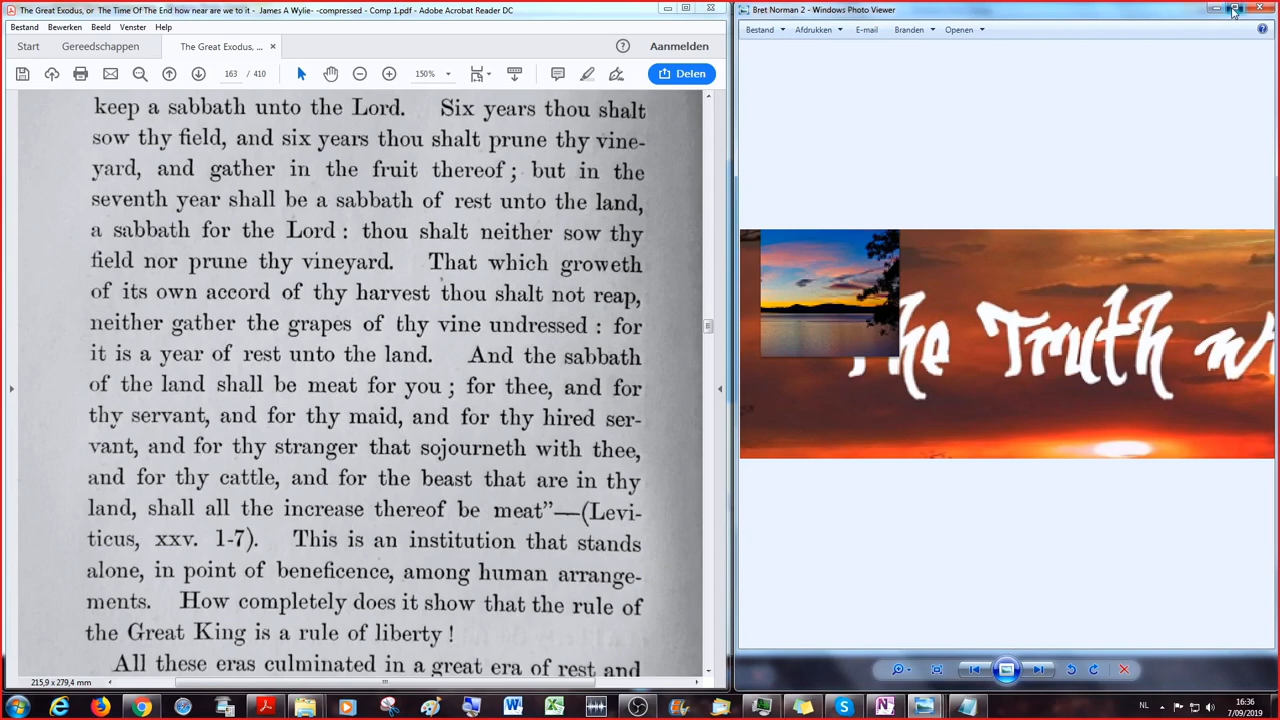 The Great Exodus, or The Time Of The End how near are we to it - James A Wylie- -compressed - Comp 1.pdf - Adobe Acrobat Reader DC
Bestand Bewerken Beeld Venster Help
Start Gereedschappen The Great Exodus, ... × Aanmelden
163 / 410 150% Delen
keep a sabbath unto the Lord. Six years thou shalt
sow thy field, and six years thou shalt prune thy vine-
yard, and gather in the fruit thereof ; but in the
seventh year shall be a sabbath of rest unto the land,
a sabbath for the Lord : thou shalt neither sow thy
field nor prune thy vineyard. That which groweth
of its own accord of thy harvest thou shalt not reap,
neither gather the grapes of thy vine undressed : for
it is a year of rest unto the land. And the sabbath
of the land shall be meat for you ; for thee, and for
thy servant, and for thy maid, and for thy hired ser-
vant, and for thy stranger that sojourneth with thee,
and for thy cattle, and for the beast that are in thy
land, shall all the increase thereof be meat”—(Levi-
ticus, xxv. 1-7). This is an institution that stands
alone, in point of beneficence, among human arrange-
ments. How completely does it show that the rule of
the Great King is a rule of liberty !
All these eras culminated in a great era of rest and
215,9 x 279,4 mm
Bret Norman 2 - Windows Photo Viewer
Bestand Afdrukken E-mail Branden Openen
The Truth wi
NL 16:36
7/09/2019